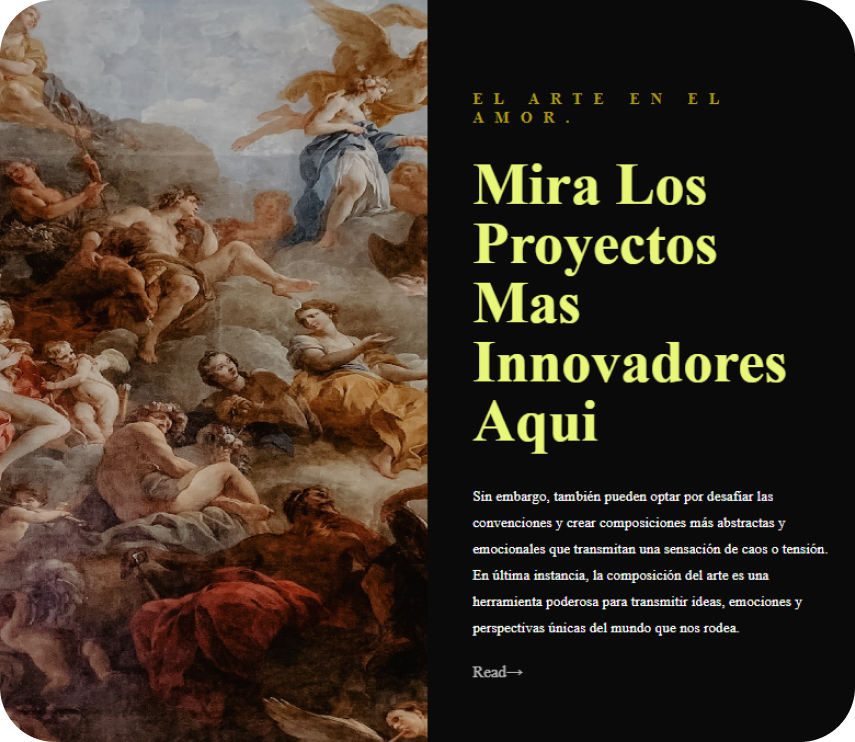 EL ARTE EN EL
AMOR.
Mira Los
Proyectos
Mas
Innovadores
Aqui
Sin embargo, también pueden optar por desafiar las
convenciones y crear composiciones más abstractas y
emocionales que transmitan una sensación de caos o tensión.
En última instancia, la composición del arte es una
herramienta poderosa para transmitir ideas, emociones y
perspectivas únicas del mundo que nos rodea.
Read→